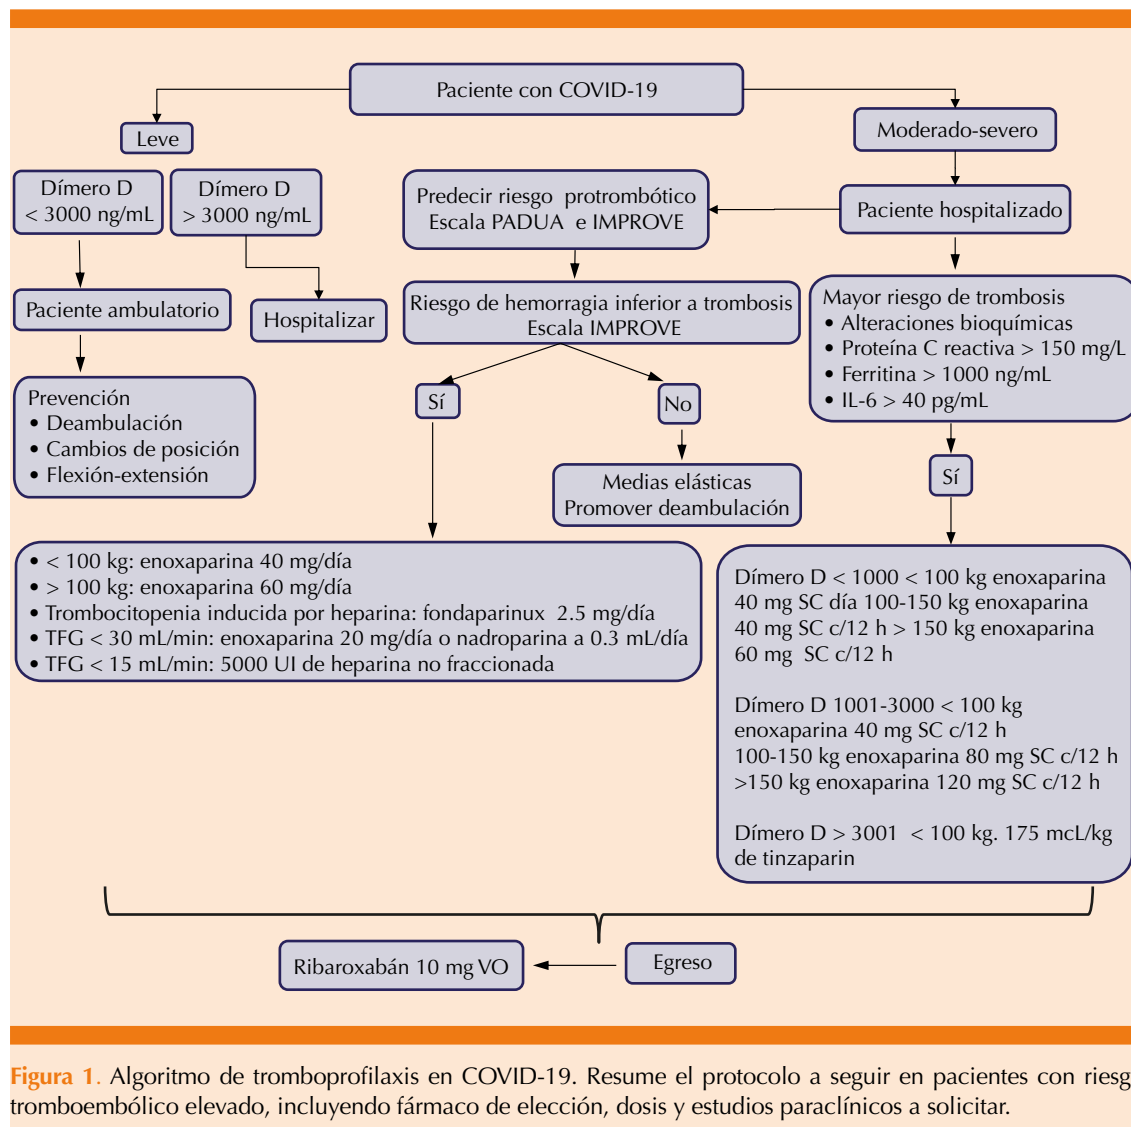 Paciente con COVID-19
Leve
Moderado-severo
Dímero D
< 3000 ng/mL
Dímero D
> 3000 ng/mL
Predecir riesgo protrombótico
Escala PADUA e IMPROVE
Paciente hospitalizado
Paciente ambulatorio
Hospitalizar
Riesgo de hemorragia inferior a trombosis
Escala IMPROVE
Mayor riesgo de trombosis
• Alteraciones bioquímicas
• Proteína C reactiva > 150 mg/L
• Ferritina > 1000 ng/mL
• IL-6 > 40 pg/mL
Prevención
• Deambulación
• Cambios de posición
• Flexión-extensión
Sí
No
Sí
Medias elásticas
Promover deambulación
• < 100 kg: enoxaparina 40 mg/día
• > 100 kg: enoxaparina 60 mg/día
• Trombocitopenia inducida por heparina: fondaparinux 2.5 mg/día
• TFG < 30 mL/min: enoxaparina 20 mg/día o nadroparina a 0.3 mL/día
• TFG < 15 mL/min: 5000 UI de heparina no fraccionada
Dímero D < 1000 < 100 kg enoxaparina
40 mg SC día 100-150 kg enoxaparina
40 mg SC c/12 h > 150 kg enoxaparina
60 mg SC c/12 h
Dímero D 1001-3000 < 100 kg
enoxaparina 40 mg SC c/12 h
100-150 kg enoxaparina 80 mg SC c/12 h
>150 kg enoxaparina 120 mg SC c/12 h
Dímero D > 3001 < 100 kg. 175 mcL/kg
de tinzaparin
Ribaroxabán 10 mg VO
Egreso
Figura 1. Algoritmo de tromboprofilaxis en COVID-19. Resume el protocolo a seguir en pacientes con riesg
tromboembólico elevado, incluyendo fármaco de elección, dosis y estudios paraclínicos a solicitar.